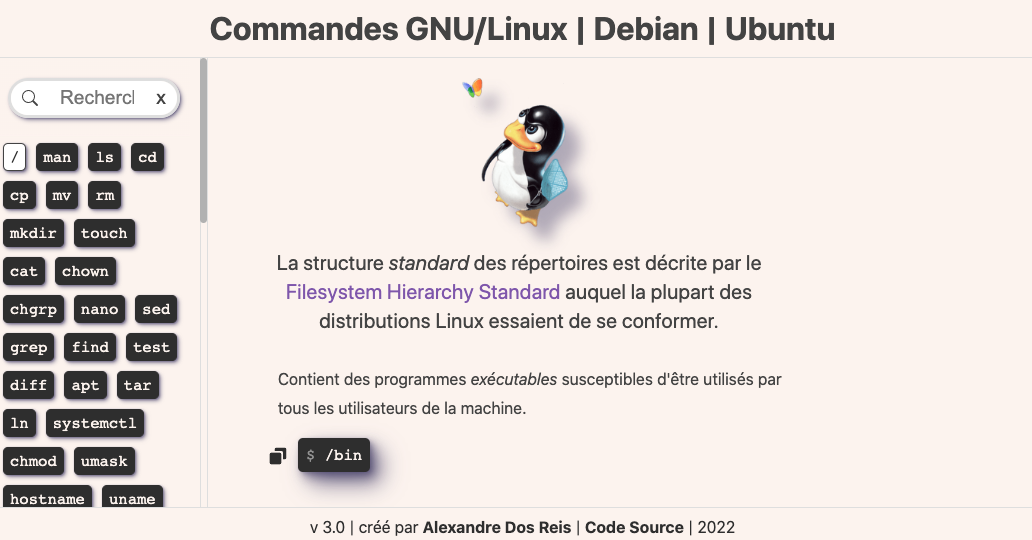 Commandes GNU/Linux | Debian | Ubuntu
Recherc
x
/ man ls cd
cp mv rm
mkdir touch
cat chown
chgrp nano sed
grep find test
diff apt tar
ln systemctl
chmod umask
hostname uname
La structure standard des répertoires est décrite par le
Filesystem Hierarchy Standard auquel la plupart des
distributions Linux essaient de se conformer.
Contient des programmes exécutables susceptibles d'être utilisés par
tous les utilisateurs de la machine.
$ /bin
v 3.0 | créé par Alexandre Dos Reis | Code Source | 2022